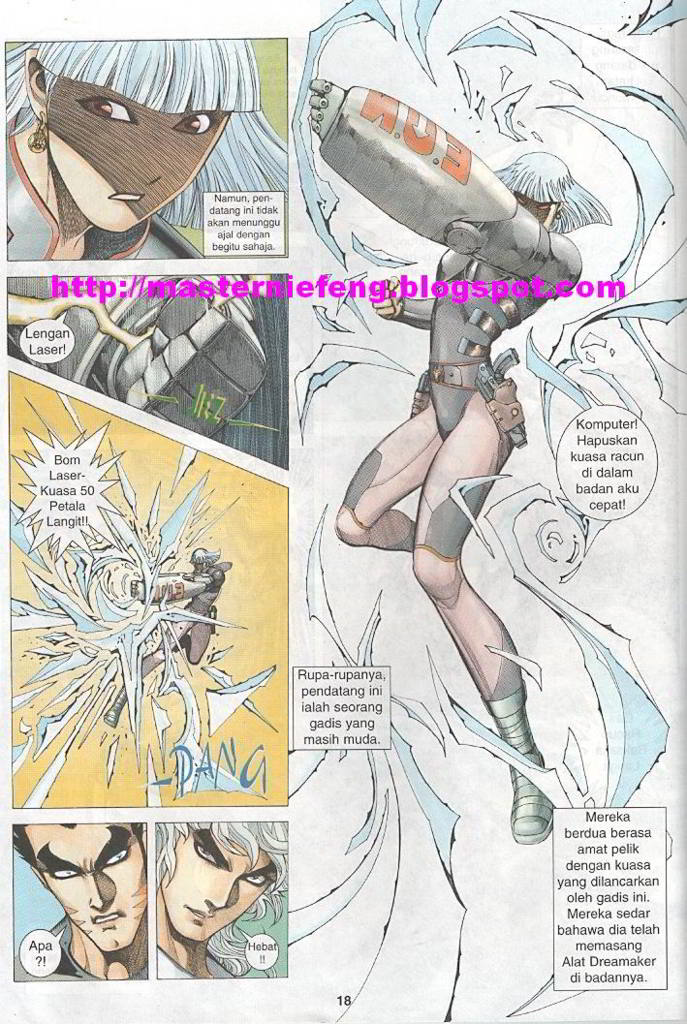 Namun, pen-
datang ini tidak
akan menunggu
ajal dengan
begitu sahaja.
http://masterniefeng.blogspot.com
Lengan
Laser!
Bom
Laser-
Kuasa 50
Petala
Langit!!
DANG
Apa
?!
Hebat
!!
Komputer!
Hapuskan
kuasa racun
di dalam
badan aku
cepat!
Rupa-rupanya,
pendatang ini
ialah seorang
gadis yang
masih muda.
Mereka
berdua berasa
amat pelik
dengan kuasa
yang dilancarkan
oleh gadis ini.
Mereka sedar
bahawa dia telah
memasang
Alat Dreamaker
di badannya.
18